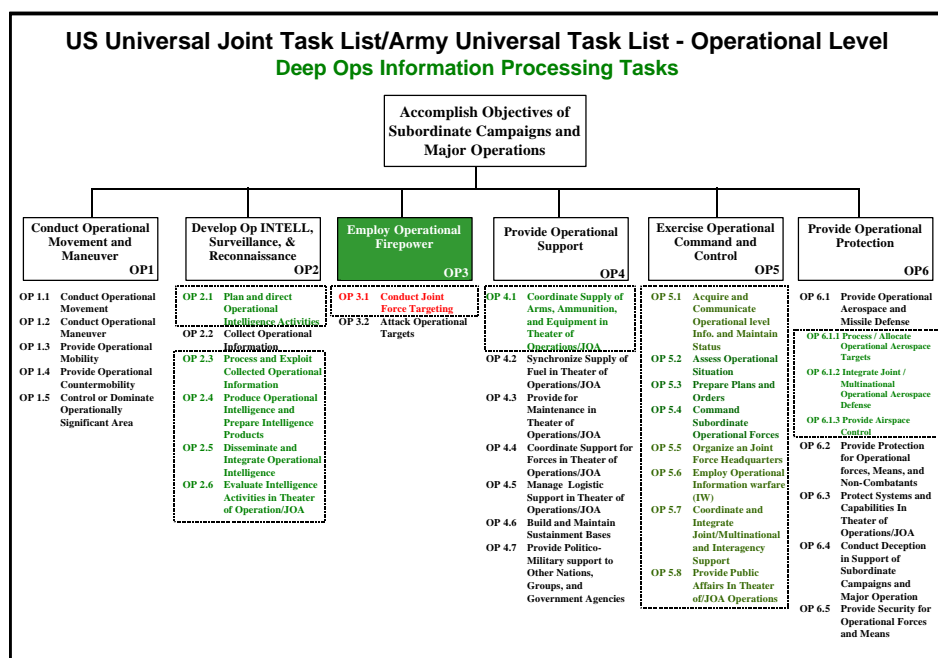 US Universal Joint Task List/Army Universal Task List - Operational Level
Deep Ops Information Processing Tasks
Accomplish Objectives of
Subordinate Campaigns and
Major Operations
Conduct Operational
Movement and
Maneuver
OP1
OP 1.1 Conduct Operational
Movement
OP 1.2 Conduct Operational
Maneuver
OP 1.3 Provide Operational
Mobility
OP 1.4 Provide Operational
Countermobility
OP 1.5 Control or Dominate
Operationally
Significant Area
Develop Op INTELL,
Surveillance, &
Reconnaissance
OP2
OP 2.1 Plan and direct
Operational
Intelligence Activities
OP 2.2 Collect Operational
Information
OP 2.3 Process and Exploit
Collected Operational
Information
OP 2.4 Produce Operational
Intelligence and
Prepare Intelligence
Products
OP 2.5 Disseminate and
Integrate Operational
Intelligence
OP 2.6 Evaluate Intelligence
Activities in Theater
of Operation/JOA
Employ Operational
Firepower
OP3
OP 3.1 Conduct Joint
Force Targeting
OP 3.2 Attack Operational
Targets
Provide Operational
Support
OP4
OP 4.1 Coordinate Supply of
Arms, Ammunition,
and Equipment in
Theater of
Operations/JOA
OP 4.2 Synchronize Supply of
Fuel in Theater of
Operations/JOA
OP 4.3 Provide for
Maintenance in
Theater of
Operations/JOA
OP 4.4 Coordinate Support for
Forces in Theater of
Operations/JOA
OP 4.5 Manage Logistic
Support in Theater of
Operations/JOA
OP 4.6 Build and Maintain
Sustainment Bases
OP 4.7 Provide Politico-
Military support to
Other Nations,
Groups, and
Government Agencies
Exercise Operational
Command and
Control
OP5
OP 5.1 Acquire and
Communicate
Operational level
Info. and Maintain
Status
OP 5.2 Assess Operational
Situation
OP 5.3 Prepare Plans and
Orders
OP 5.4 Command
Subordinate
Operational Forces
OP 5.5 Organize an Joint
Force Headquarters
OP 5.6 Employ Operational
Information warfare
(IW)
OP 5.7 Coordinate and
Integrate
Joint/Multinational
and Interagency
Support
OP 5.8 Provide Public
Affairs In Theater
of/JOA Operations
Provide Operational
Protection
OP6
OP 6.1 Provide Operational
Aerospace and
Missile Defense
OP 6.1.1 Process / Allocate
Operational Aerospace
Targets
OP 6.1.2 Integrate Joint /
Multinational
Operational Aerospace
Defense
OP 6.1.3 Provide Airspace
Control
OP 6.2 Provide Protection
for Operational
forces, Means, and
Non-Combatants
OP 6.3 Protect Systems and
Capabilities In
Theater of
Operations/JOA
OP 6.4 Conduct Deception
in Support of
Subordinate
Campaigns and
Major Operation
OP 6.5 Provide Security for
Operational Forces
and Means